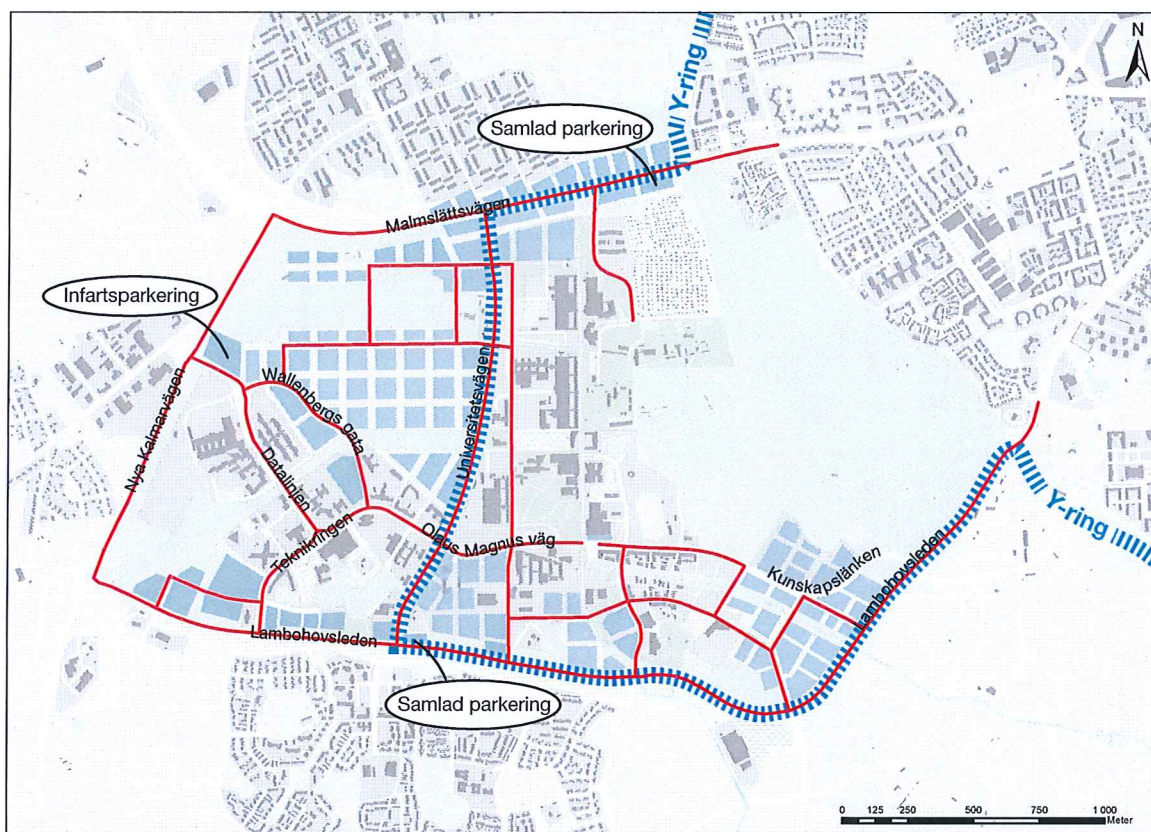 Y-ring
N
Samlad parkering
Malmslättsvägen
Infartsparkering
Nya Kalmarvägen
Wallenbergs gata
Universitetsvägen
Datalinjen
Teknikringen
Olaus Magnus väg
Y-ring
Kunskapslänken
Lambohovsleden
Lambohovsleden
Samlad parkering
0 125 250 500 750 1 000
Meter